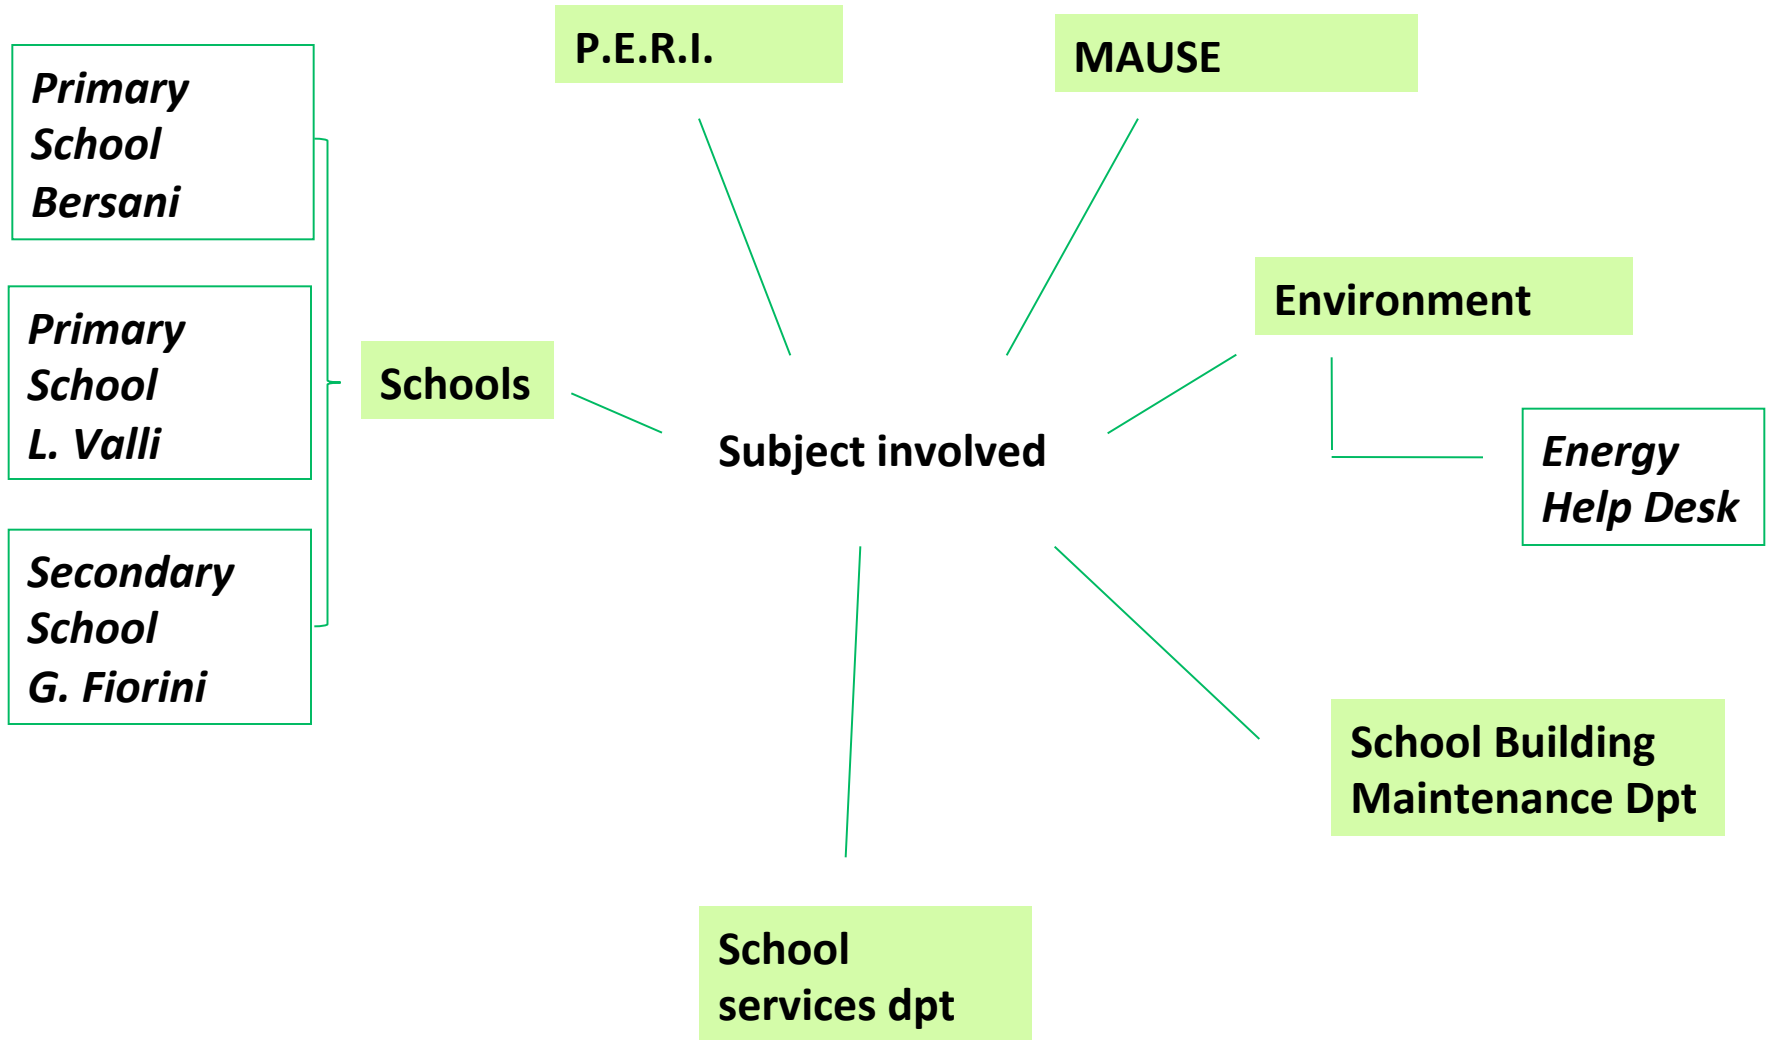 P.E.R.I.
MAUSE
Primary
School
Bersani
Environment
Primary
School
L. Valli
Schools
Subject involved
Energy
Help Desk
Secondary
School
G. Fiorini
School Building
Maintenance Dpt
School
services dpt